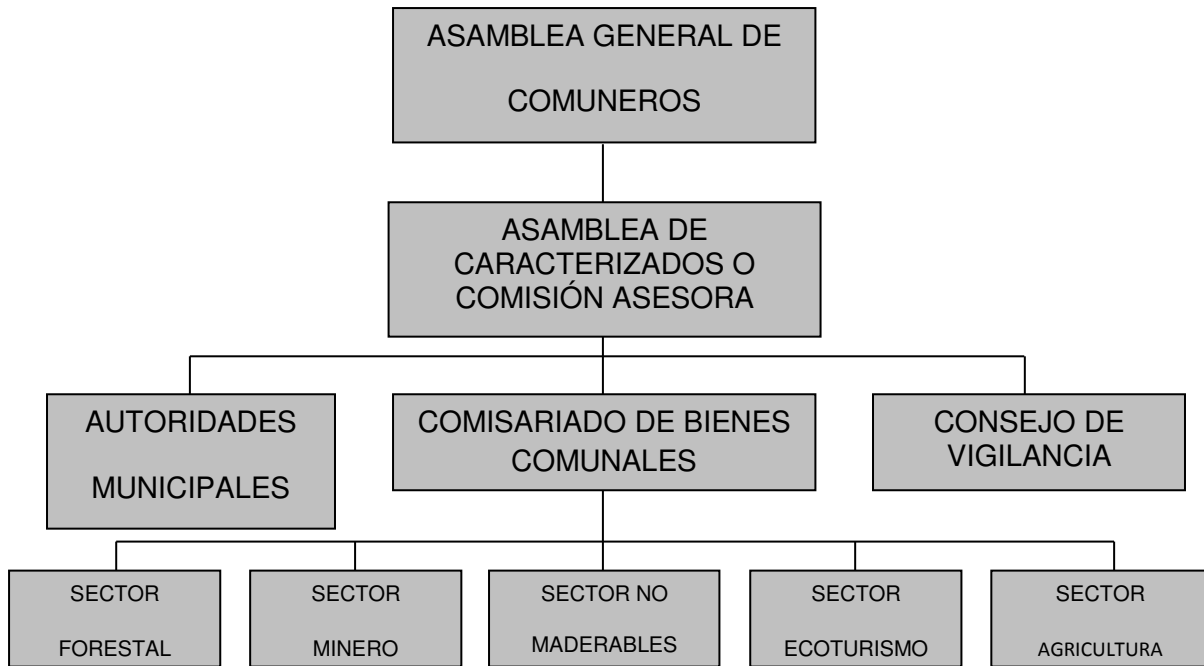 ASAMBLEA GENERAL DE
COMUNEROS
ASAMBLEA DE
CARACTERIZADOS O
COMISIÓN ASESORA
AUTORIDADES
MUNICIPALES
COMISARIADO DE BIENES
COMUNALES
CONSEJO DE
VIGILANCIA
SECTOR
FORESTAL
SECTOR
MINERO
SECTOR NO
MADERABLES
SECTOR
ECOTURISMO
SECTOR
AGRICULTURA